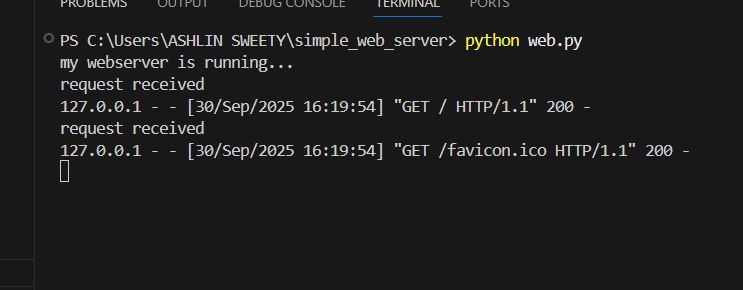 PROBLEMS OUTPUT DEBUG CONSOLE TERMINAL PORTS
PS C:\Users\ASHLIN SWEETY\simple_web_server> python web.py
my webserver is running...
request received
127.0.0.1 - - [30/Sep/2025 16:19:54] "GET / HTTP/1.1" 200 -
request received
127.0.0.1 - - [30/Sep/2025 16:19:54] "GET /favicon.ico HTTP/1.1" 200 -